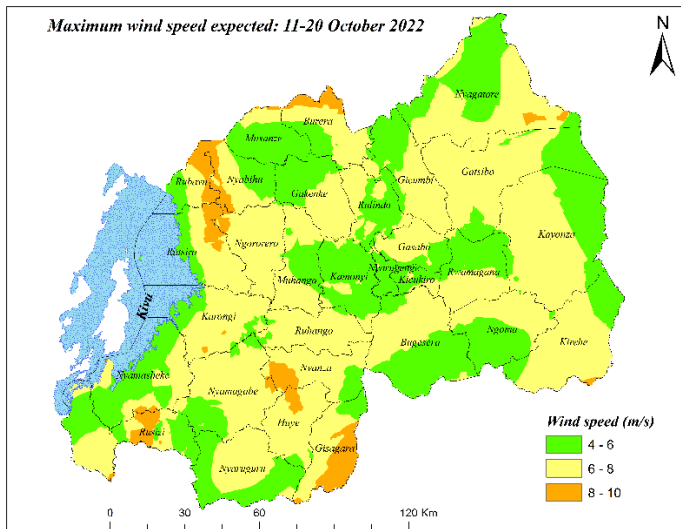 Maximum wind speed expected: 11-20 October 2022
N
Nyagatare
Burera
Musanze
Rubavu
Nyabihu
Gakenke
Rulindo
Gicumbi
Gatsibo
Rutsiro
Ngororero
Gasabo
Kayonza
Muhanga
Kamonyi
Nyarugenge
Kicukiro
Rwamagana
Kivu
Karongi
Ruhango
Bugesera
Ngoma
Kirehe
Nyamasheke
Nyanza
Nyamagabe
Rusizi
Huye
Gisagara
Nyaruguru
Wind speed (m/s)
4 - 6
6 - 8
8 - 10
0 30 60 120 Km